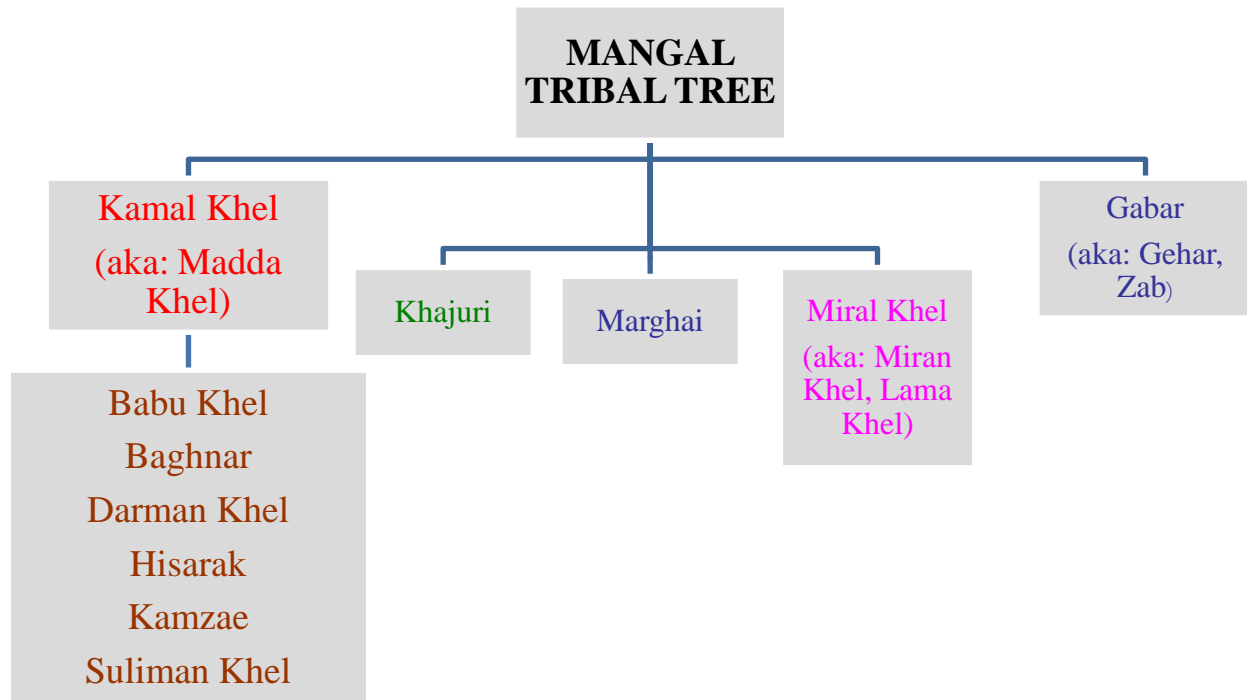 MANGAL
TRIBAL TREE
Kamal Khel
(aka: Madda
Khel)
Babu Khel
Baghnar
Darman Khel
Hisarak
Kamzae
Suliman Khel
Khajuri
Marghai
Miral Khel
(aka: Miran
Khel, Lama
Khel)
Gabar
(aka: Gehar,
Zab)